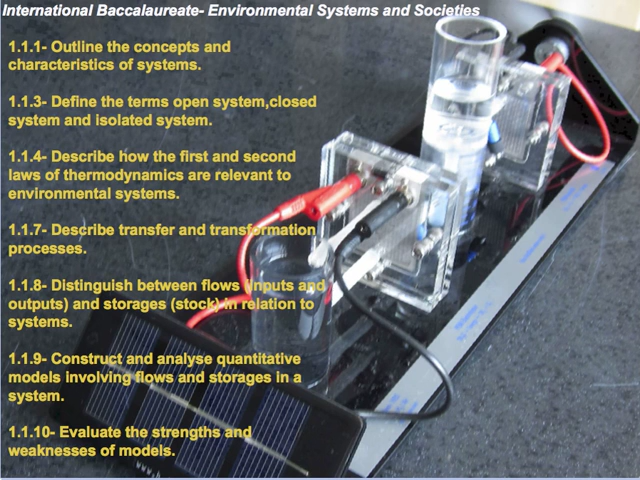 International Baccalaureate- Environmental Systems and Societies
1.1.1- Outline the concepts and
characteristics of systems.
1.1.3- Define the terms open system,closed
system and isolated system.
1.1.4- Describe how the first and second
laws of thermodynamics are relevant to
environmental systems.
1.1.7- Describe transfer and transformation
processes.
1.1.8- Distinguish between flows (inputs and
outputs) and storages (stock) in relation to
systems.
1.1.9- Construct and analyse quantitative
models involving flows and storages in a
system.
1.1.10- Evaluate the strengths and
weaknesses of models.